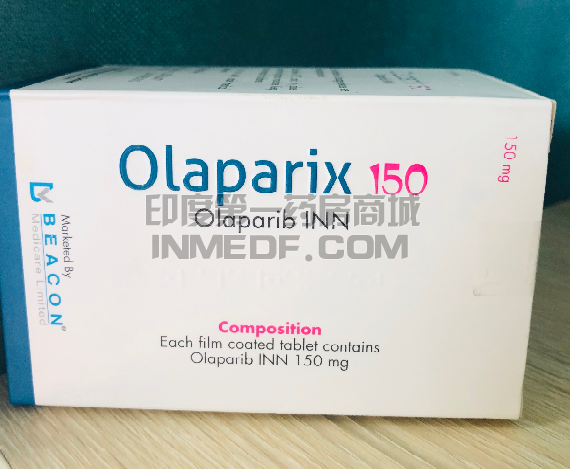 Olaparix 150
Olaparib INN
印度第一药房商城
INMEDF.COM
Composition
Each film coated tablet contains
Olaparib INN 150 mg
150 mg
Marketed By
BEACON®
Medicare Limited